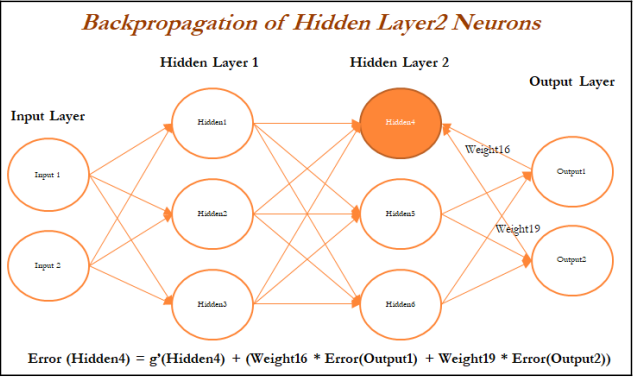 Backpropagation of Hidden Layer2 Neurons
Hidden Layer 1
Hidden Layer 2
Output Layer
Input Layer
Hidden1
Hidden4
Weight16
Input 1
Output1
Hidden2
Hidden5
Weight19
Input 2
Output2
Hidden3
Hidden6
Error (Hidden4) = g'(Hidden4) + (Weight16 * Error(Output1) + Weight19 * Error(Output2))